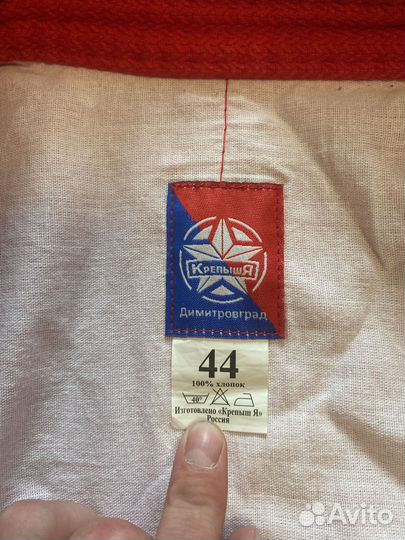 КрепышЯ
Димитровград
44
100% хлопок
40°
Изготовлено «Крепыш Я»
Россия
Avito